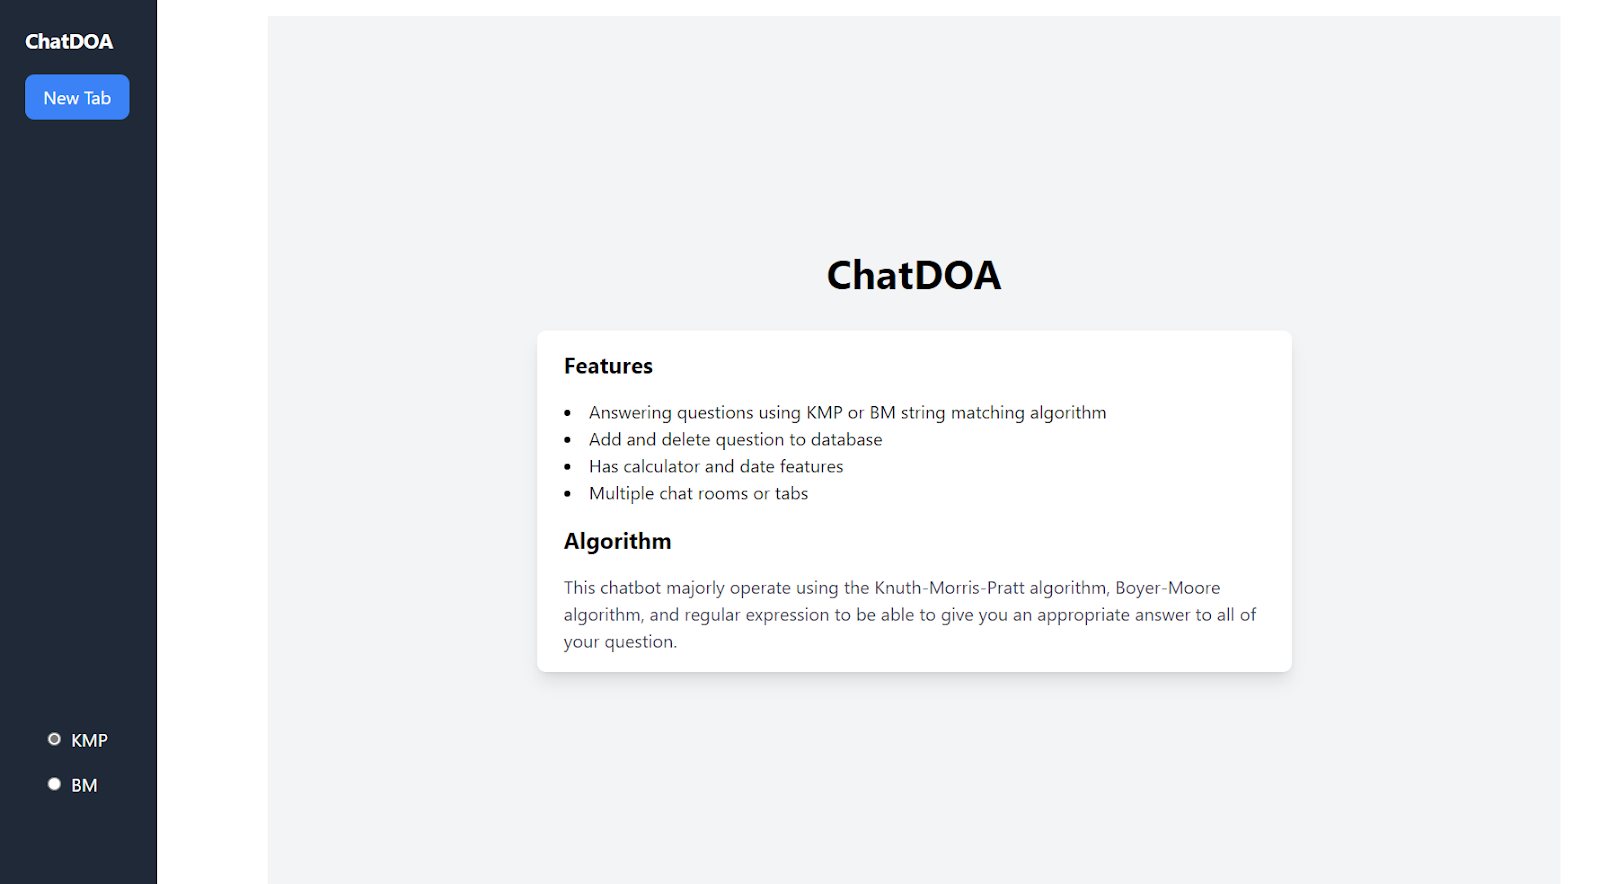 ChatDOA
New Tab
ChatDOA
Features
Answering questions using KMP or BM string matching algorithm
Add and delete question to database
Has calculator and date features
Multiple chat rooms or tabs
Algorithm
This chatbot majorly operate using the Knuth-Morris-Pratt algorithm, Boyer-Moore
algorithm, and regular expression to be able to give you an appropriate answer to all of
your question.
KMP
BM